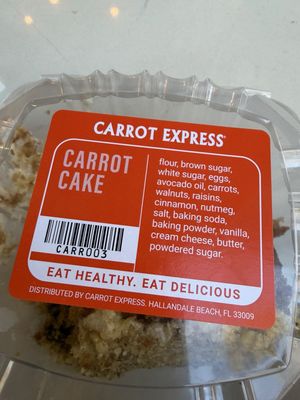 CARROT EXPRESS®
CARROT
CAKE
CARR003
flour, brown sugar,
white sugar, eggs,
avocado oil, carrots,
walnuts, raisins,
cinnamon, nutmeg,
salt, baking soda,
baking powder, vanilla,
cream cheese, butter,
powdered sugar.
EAT HEALTHY. EAT DELICIOUS
DISTRIBUTED BY CARROT EXPRESS. HALLANDALE BEACH, FL 33009